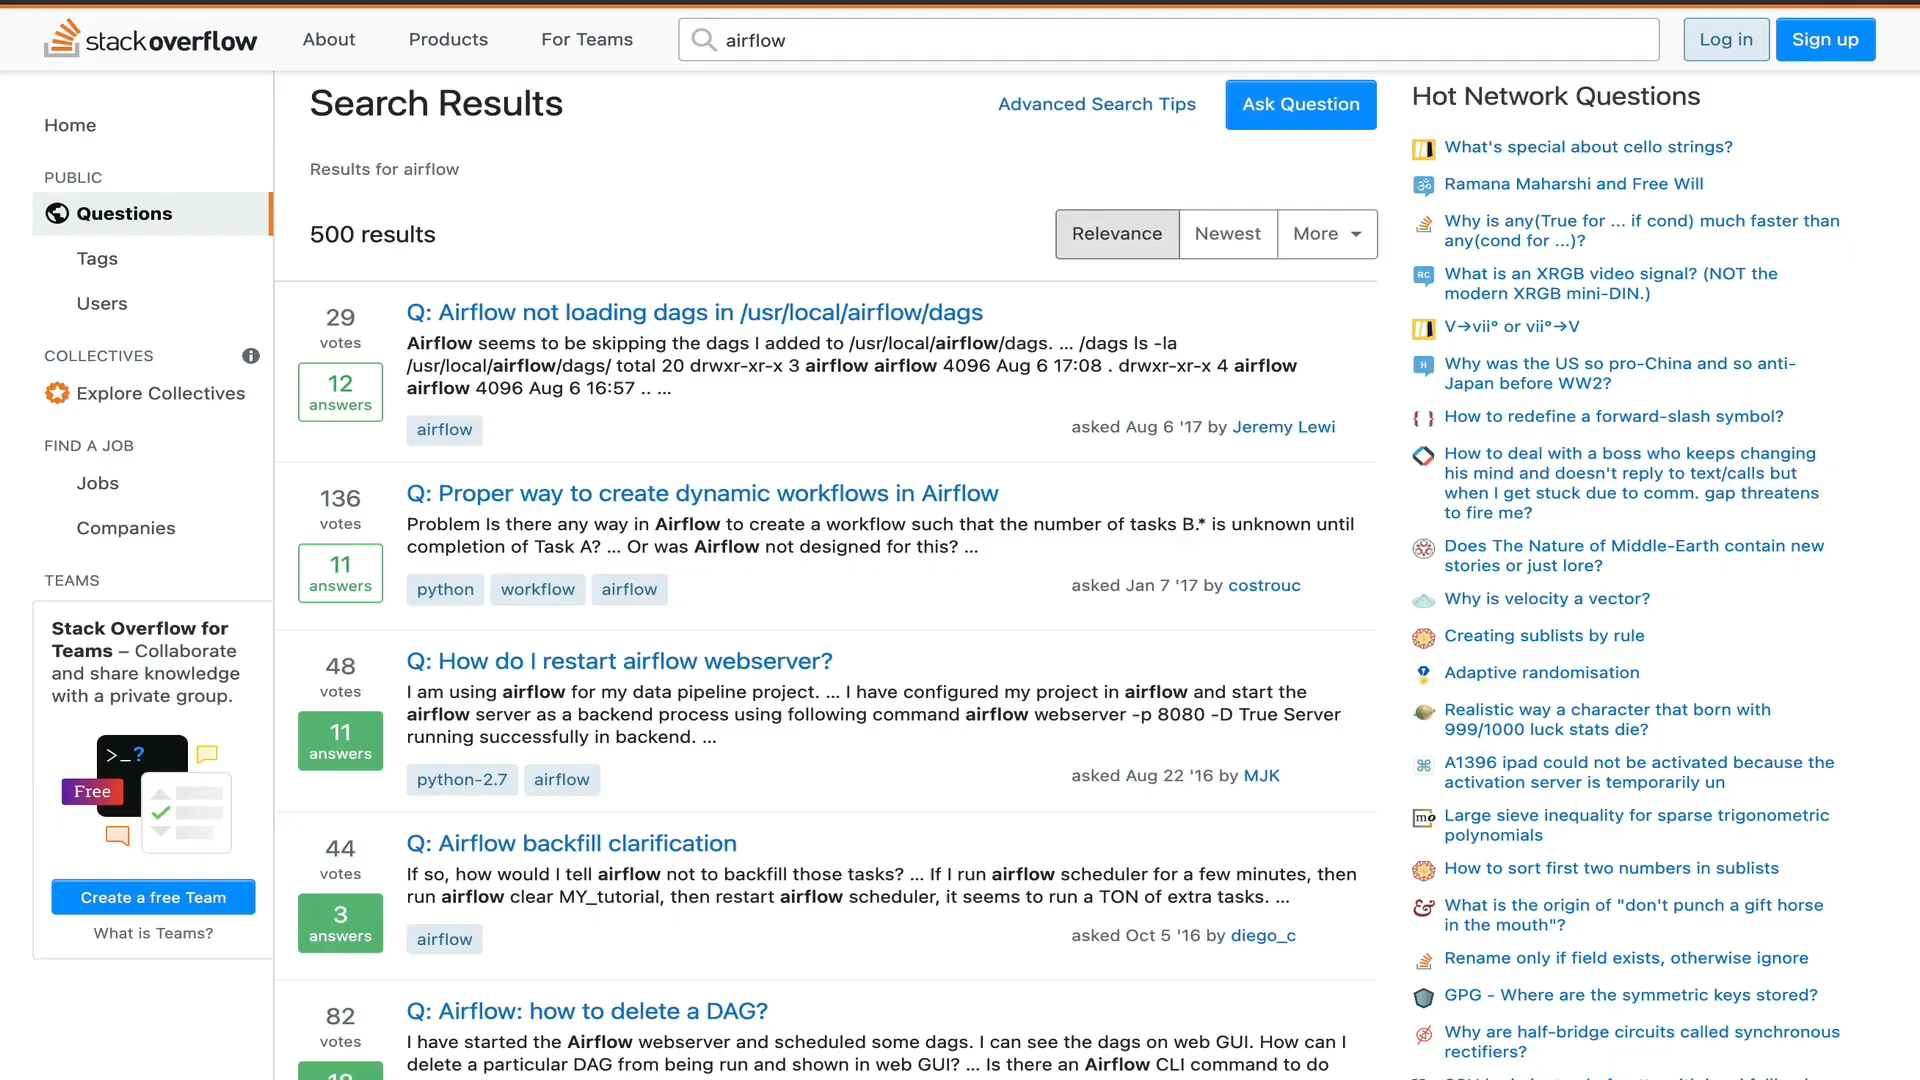 stackoverflow About Products For Teams airflow Log in Sign up
Home
PUBLIC
Questions
Tags
Users
COLLECTIVES
Explore Collectives
FIND A JOB
Jobs
Companies
TEAMS
Stack Overflow for
Teams – Collaborate
and share knowledge
with a private group.
>_?
Free
Create a free Team
What is Teams?
Search Results
Advanced Search Tips
Ask Question
Results for airflow
500 results
Relevance Newest More
29
votes
12
answers
Q: Airflow not loading dags in /usr/local/airflow/dags
Airflow seems to be skipping the dags I added to /usr/local/airflow/dags. ... /dags ls -la
/usr/local/airflow/dags/ total 20 drwxr-xr-x 3 airflow airflow 4096 Aug 6 17:08 . drwxr-xr-x 4 airflow
airflow 4096 Aug 6 16:57 .. ...
airflow
asked Aug 6 '17 by Jeremy Lewi
136
votes
11
answers
Q: Proper way to create dynamic workflows in Airflow
Problem Is there any way in Airflow to create a workflow such that the number of tasks B.* is unknown until
completion of Task A? ... Or was Airflow not designed for this? ...
python workflow airflow
asked Jan 7 '17 by costrouc
48
votes
11
answers
Q: How do I restart airflow webserver?
I am using airflow for my data pipeline project. ... I have configured my project in airflow and start the
airflow server as a backend process using following command airflow webserver -p 8080 -D True Server
running successfully in backend. ...
python-2.7 airflow
asked Aug 22 '16 by MJK
44
votes
3
answers
Q: Airflow backfill clarification
If so, how would I tell airflow not to backfill those tasks? ... If I run airflow scheduler for a few minutes, then
run airflow clear MY_tutorial, then restart airflow scheduler, it seems to run a TON of extra tasks. ...
airflow
asked Oct 5 '16 by diego_c
82
votes
Q: Airflow: how to delete a DAG?
I have started the Airflow webserver and scheduled some dags. I can see the dags on web GUI. How can I
delete a particular DAG from being run and shown in web GUI? ... Is there an Airflow CLI command to do
Hot Network Questions
What's special about cello strings?
Ramana Maharshi and Free Will
Why is any(True for ... if cond) much faster than
any(cond for ...)?
What is an XRGB video signal? (NOT the
modern XRGB mini-DIN.)
V→vii° or vii°→V
Why was the US so pro-China and so anti-
Japan before WW2?
How to redefine a forward-slash symbol?
How to deal with a boss who keeps changing
his mind and doesn't reply to text/calls but
when I get stuck due to comm. gap threatens
to fire me?
Does The Nature of Middle-Earth contain new
stories or just lore?
Why is velocity a vector?
Creating sublists by rule
Adaptive randomisation
Realistic way a character that born with
999/1000 luck stats die?
A1396 ipad could not be activated because the
activation server is temporarily un
Large sieve inequality for sparse trigonometric
polynomials
How to sort first two numbers in sublists
What is the origin of "don't punch a gift horse
in the mouth"?
Rename only if field exists, otherwise ignore
GPG - Where are the symmetric keys stored?
Why are half-bridge circuits called synchronous
rectifiers?